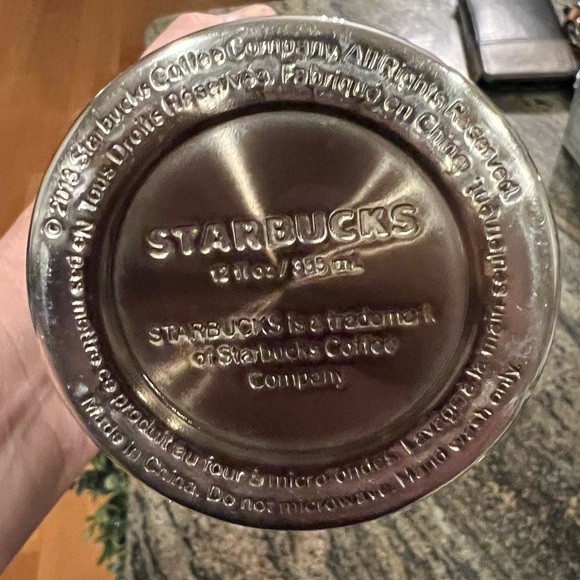 © 2018 Starbucks Coffee Company. All Rights Reserved.
Tous Droits Réservés. Fabriqué en Chine.
Ne pas mettre ce produit au four à micro-ondes. Lavage à la main seulement.
Made in China. Do not microwave. Hand wash only.
STARBUCKS
12 fl oz / 355 mL
STARBUCKS is a trademark
of Starbucks Coffee
Company